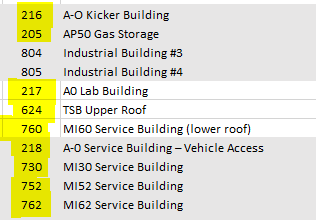 216 A-O Kicker Building
205 AP50 Gas Storage
804 Industrial Building #3
805 Industrial Building #4
217 A0 Lab Building
624 TSB Upper Roof
760 MI60 Service Building (lower roof)
218 A-0 Service Building – Vehicle Access
730 MI30 Service Building
752 MI52 Service Building
762 MI62 Service Building